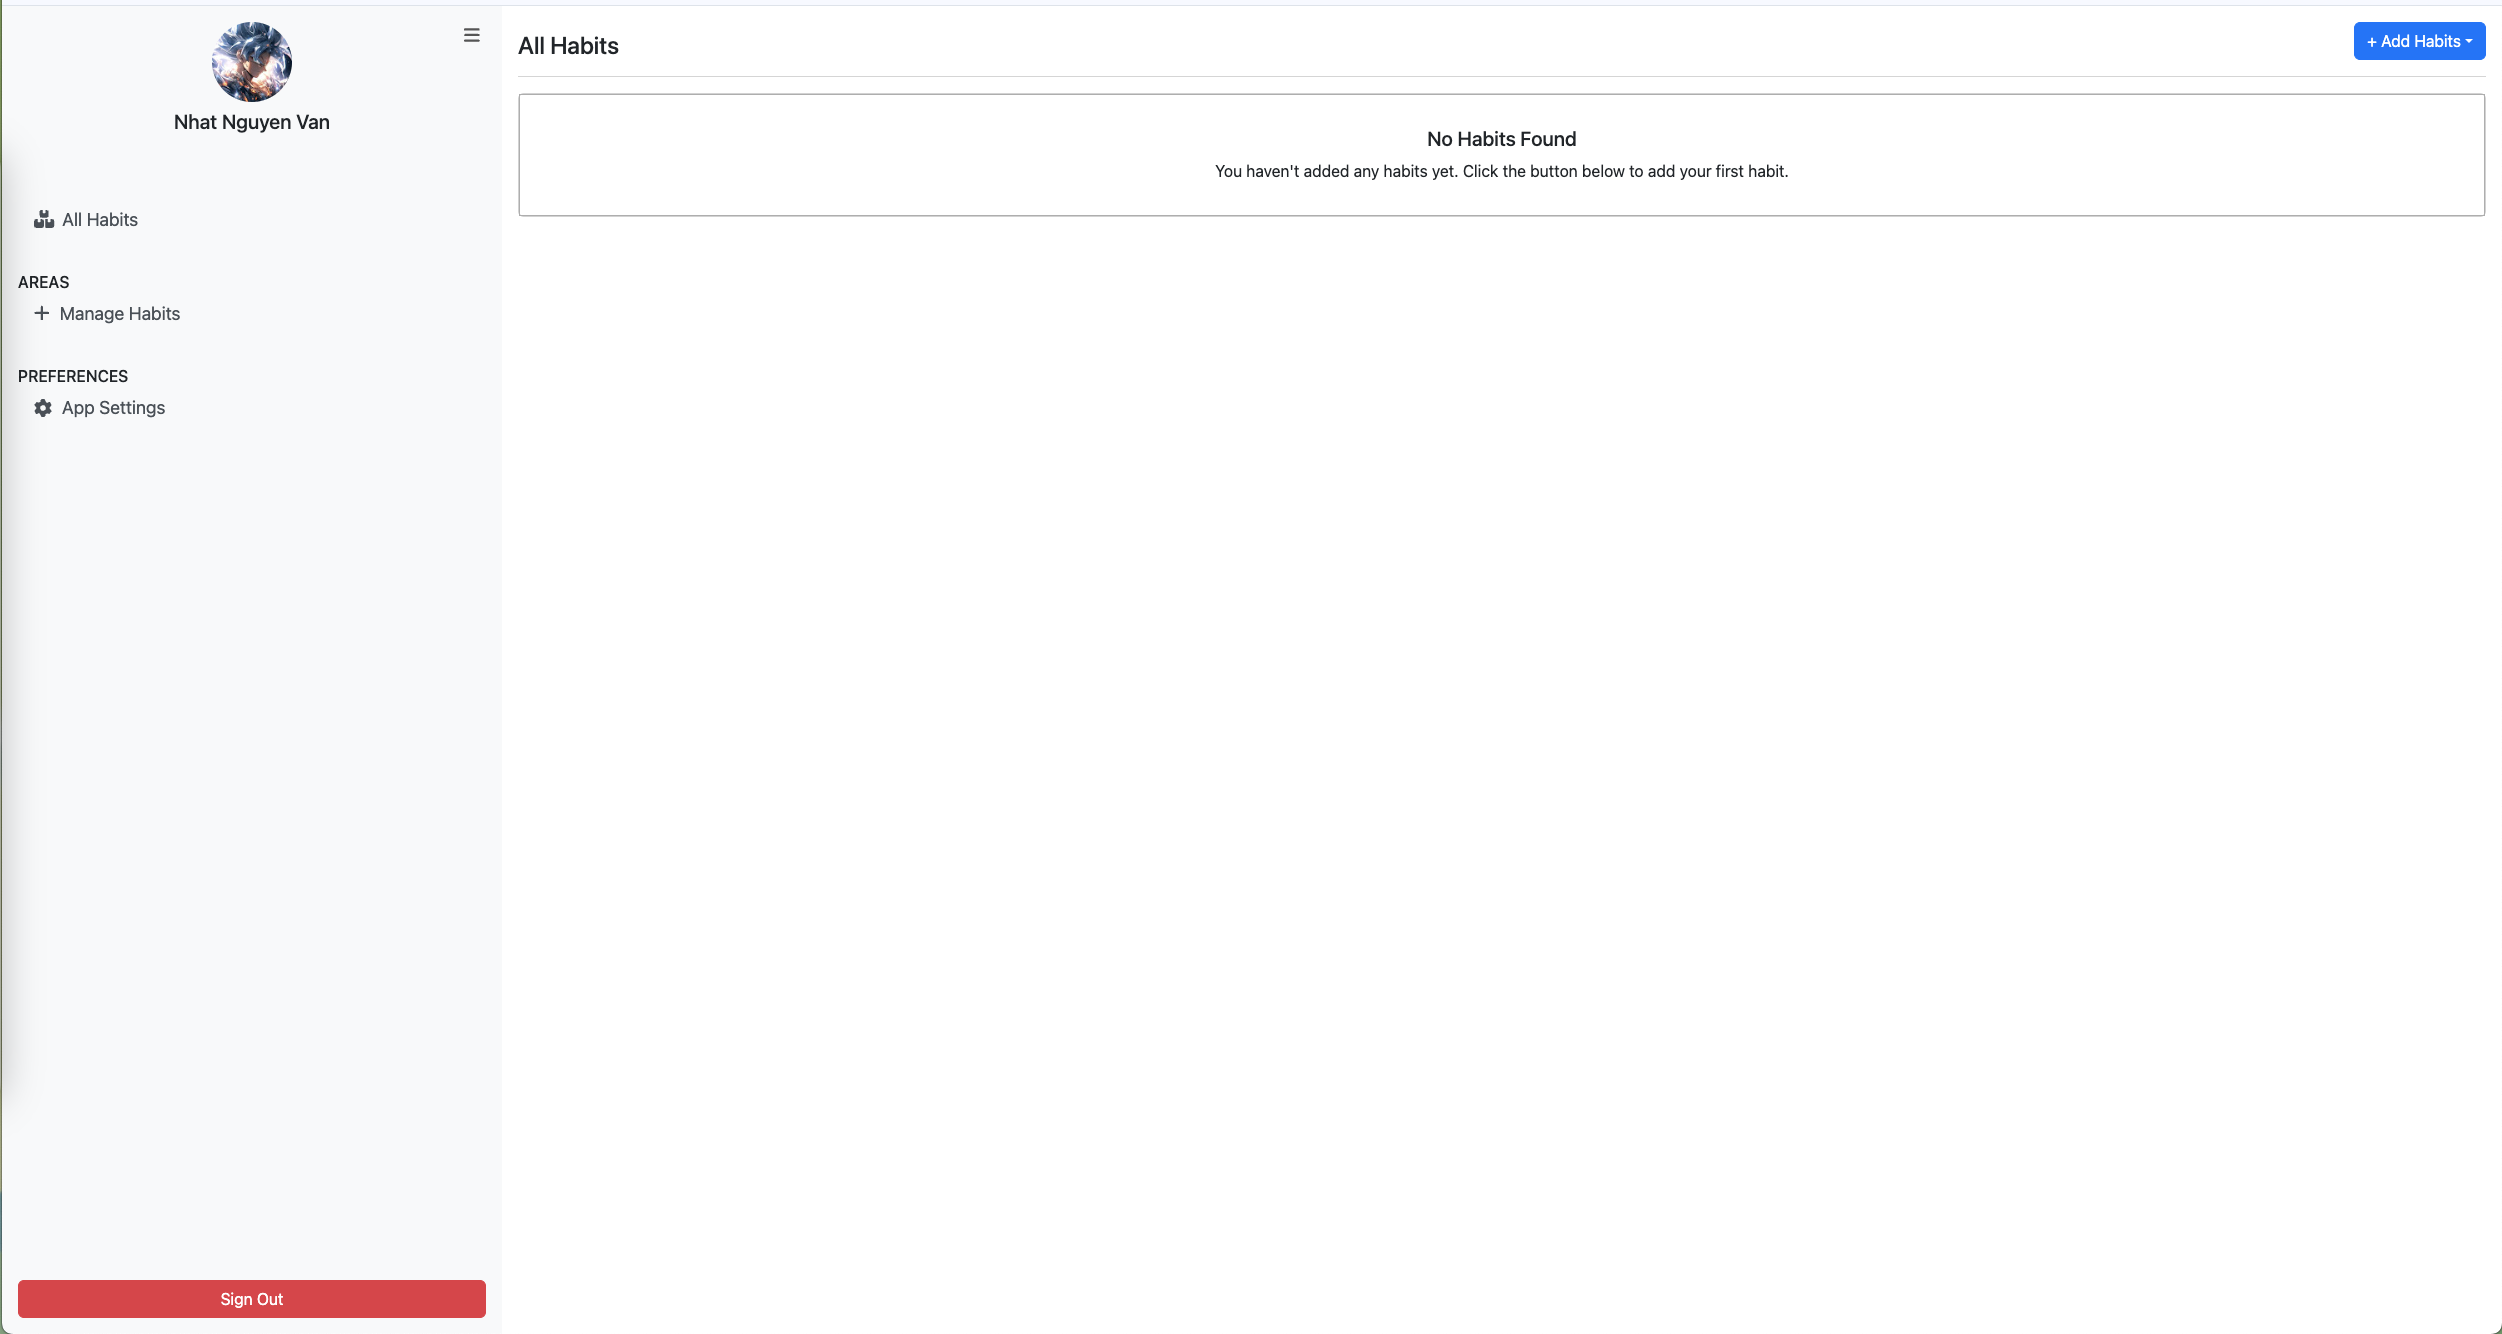 Nhat Nguyen Van
All Habits
AREAS
Manage Habits
PREFERENCES
App Settings
Sign Out
All Habits
+ Add Habits
No Habits Found
You haven't added any habits yet. Click the button below to add your first habit.